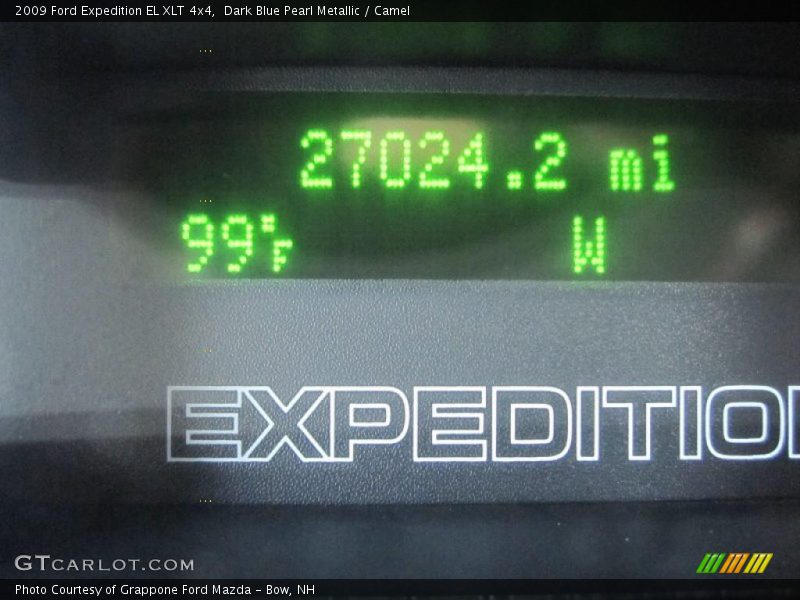 2009 Ford Expedition EL XLT 4x4,  Dark Blue Pearl Metallic / Camel
27024.2 mi
99°F W
EXPEDITIO
GTCARLOT.COM
Photo Courtesy of Grappone Ford Mazda - Bow, NH